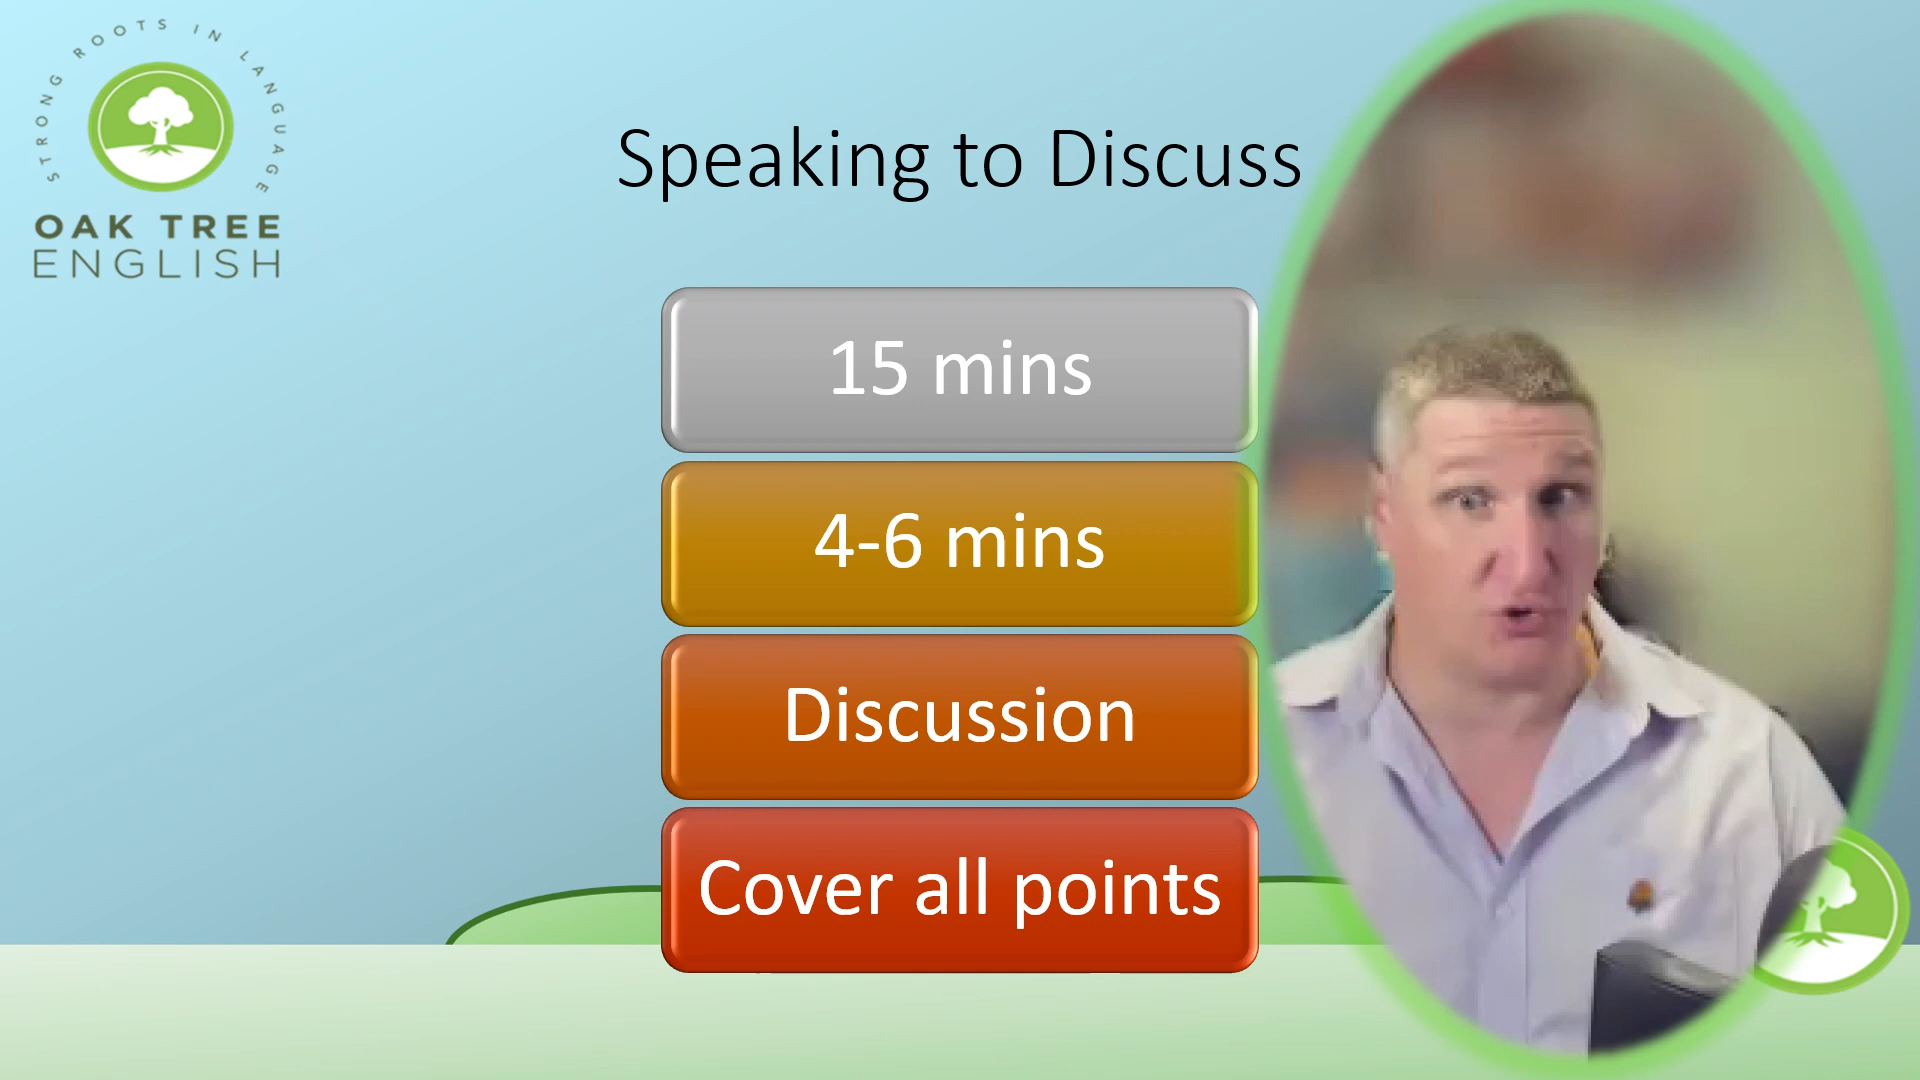 STRONG ROOTS IN LANGUAGE
OAK TREE
ENGLISH
Speaking to Discuss
15 mins
4-6 mins
Discussion
Cover all points